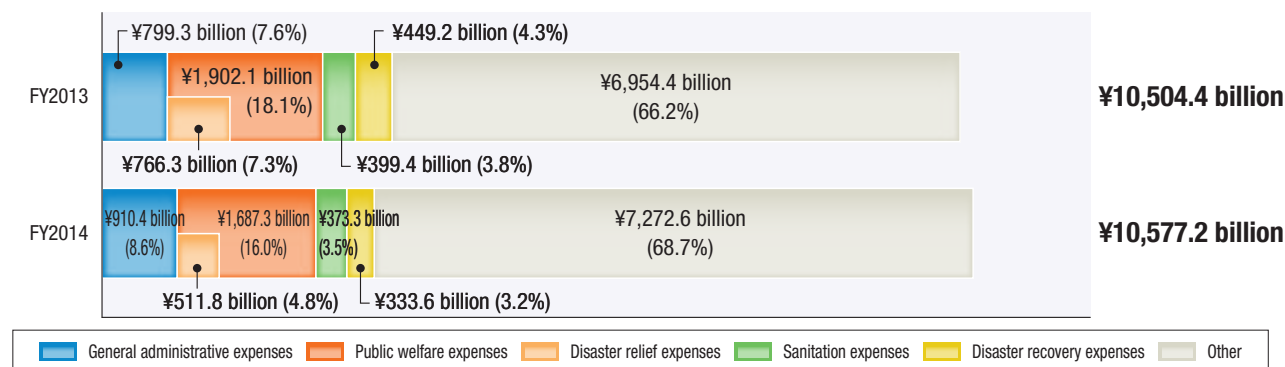 ¥799.3 billion (7.6%)
¥449.2 billion (4.3%)
FY2013
¥1,902.1 billion
(18.1%)
¥6,954.4 billion
(66.2%)
¥10,504.4 billion
¥766.3 billion (7.3%)
¥399.4 billion (3.8%)
FY2014
¥910.4 billion
(8.6%)
¥1,687.3 billion
(16.0%)
¥373.3 billion
(3.5%)
¥7,272.6 billion
(68.7%)
¥10,577.2 billion
¥511.8 billion (4.8%)
¥333.6 billion (3.2%)
General administrative expenses
Public welfare expenses
Disaster relief expenses
Sanitation expenses
Disaster recovery expenses
Other